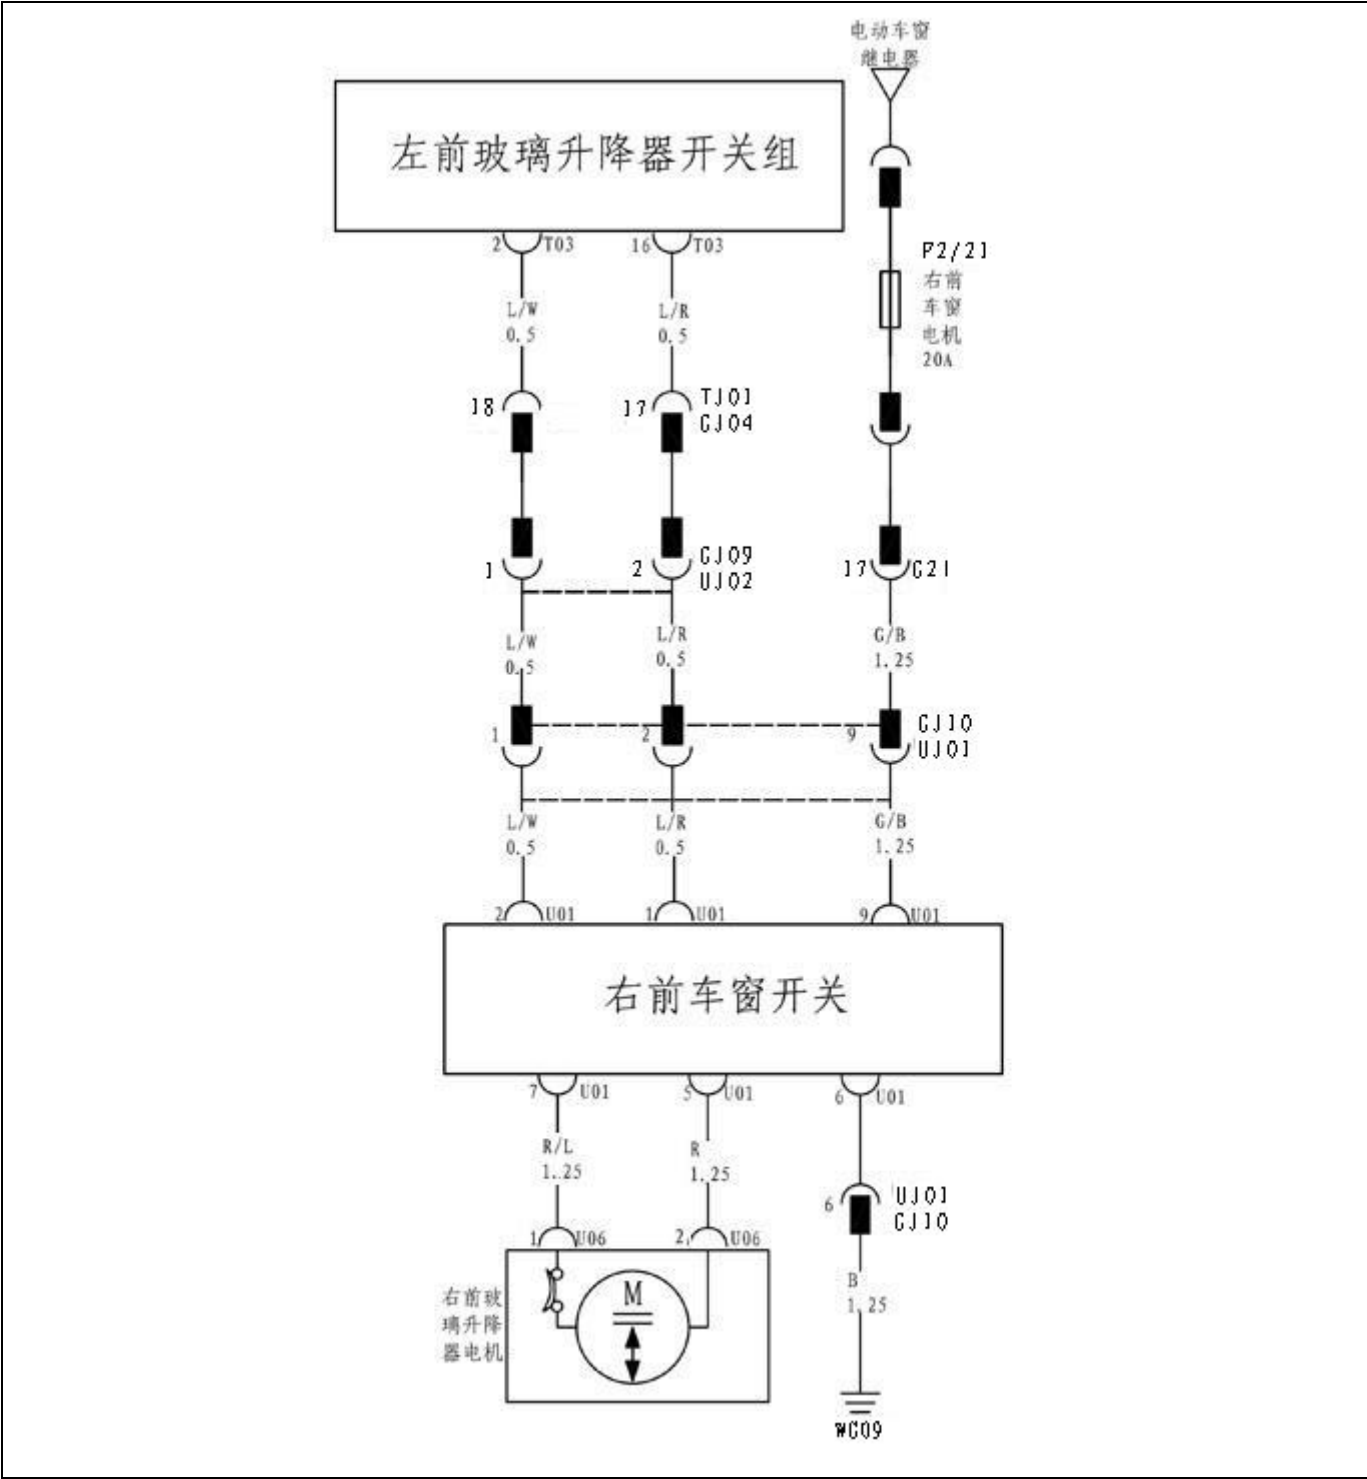 电动车窗
继电器
左前玻璃升降器开关组
2 T03 16 T03
F2/21
右前
车窗
电机
20A
L/W L/R
0.5 0.5
18 17 TJ01
GJ04
1 2 GJ09
UJ02
17 G21
L/W L/R G/B
0.5 0.5 1.25
1 2 9 GJ10
UJ01
L/W L/R G/B
0.5 0.5 1.25
2 U01 1 U01 9 U01
右前车窗开关
7 U01 5 U01 6 U01
R/L R
1.25 1.25
6 UJ01
GJ10
1 U06 2 U06
M
右前玻
璃升降
器电机
B
1.25
WG09